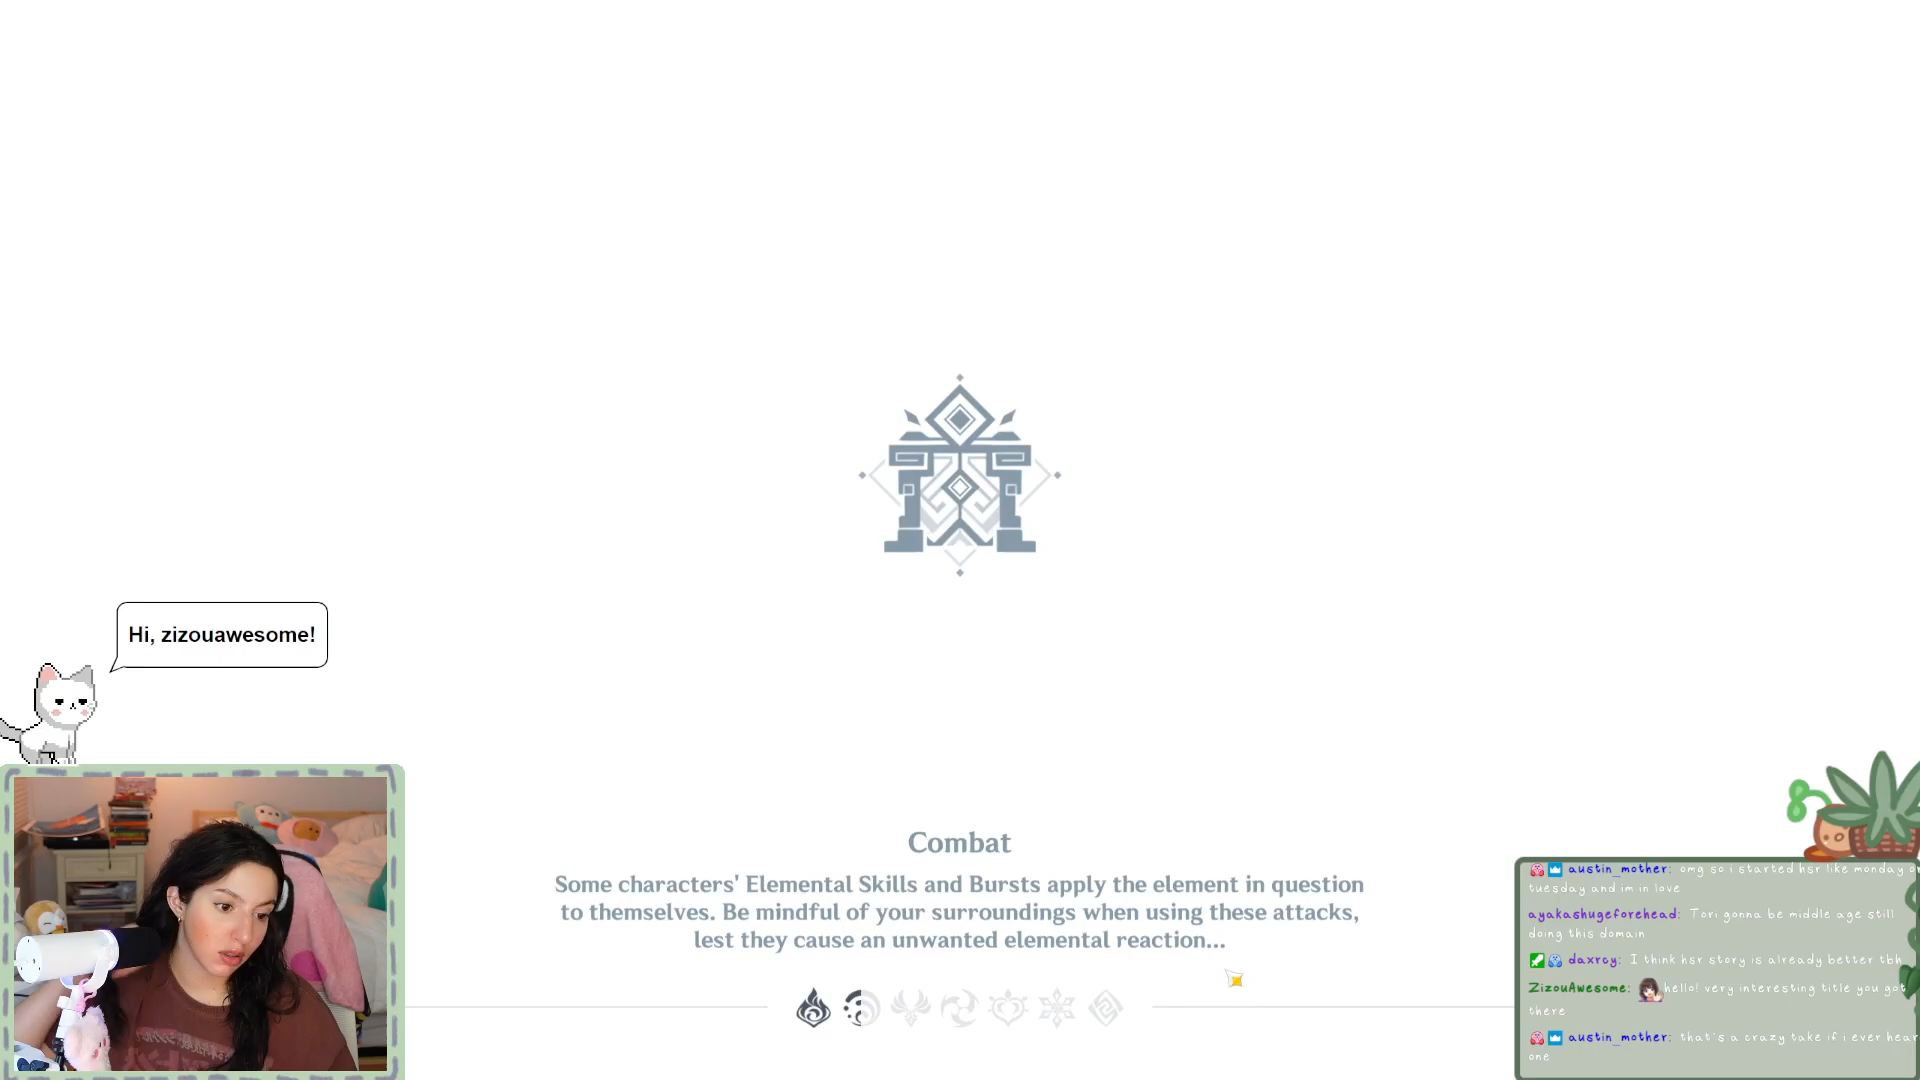 Hi, zizouawesome!
Combat
Some characters' Elemental Skills and Bursts apply the element in question
to themselves. Be mindful of your surroundings when using these attacks,
lest they cause an unwanted elemental reaction...
austin_mother: omg so i started hsr like monday or
tuesday and im in love
ayakashugeforehead: Tori gonna be middle age still
doing this domain
daxrcy: I think hsr story is already better tbh
ZizouAwesome: hello! very interesting title you got
there
austin_mother: that's a crazy take if i ever hear
one